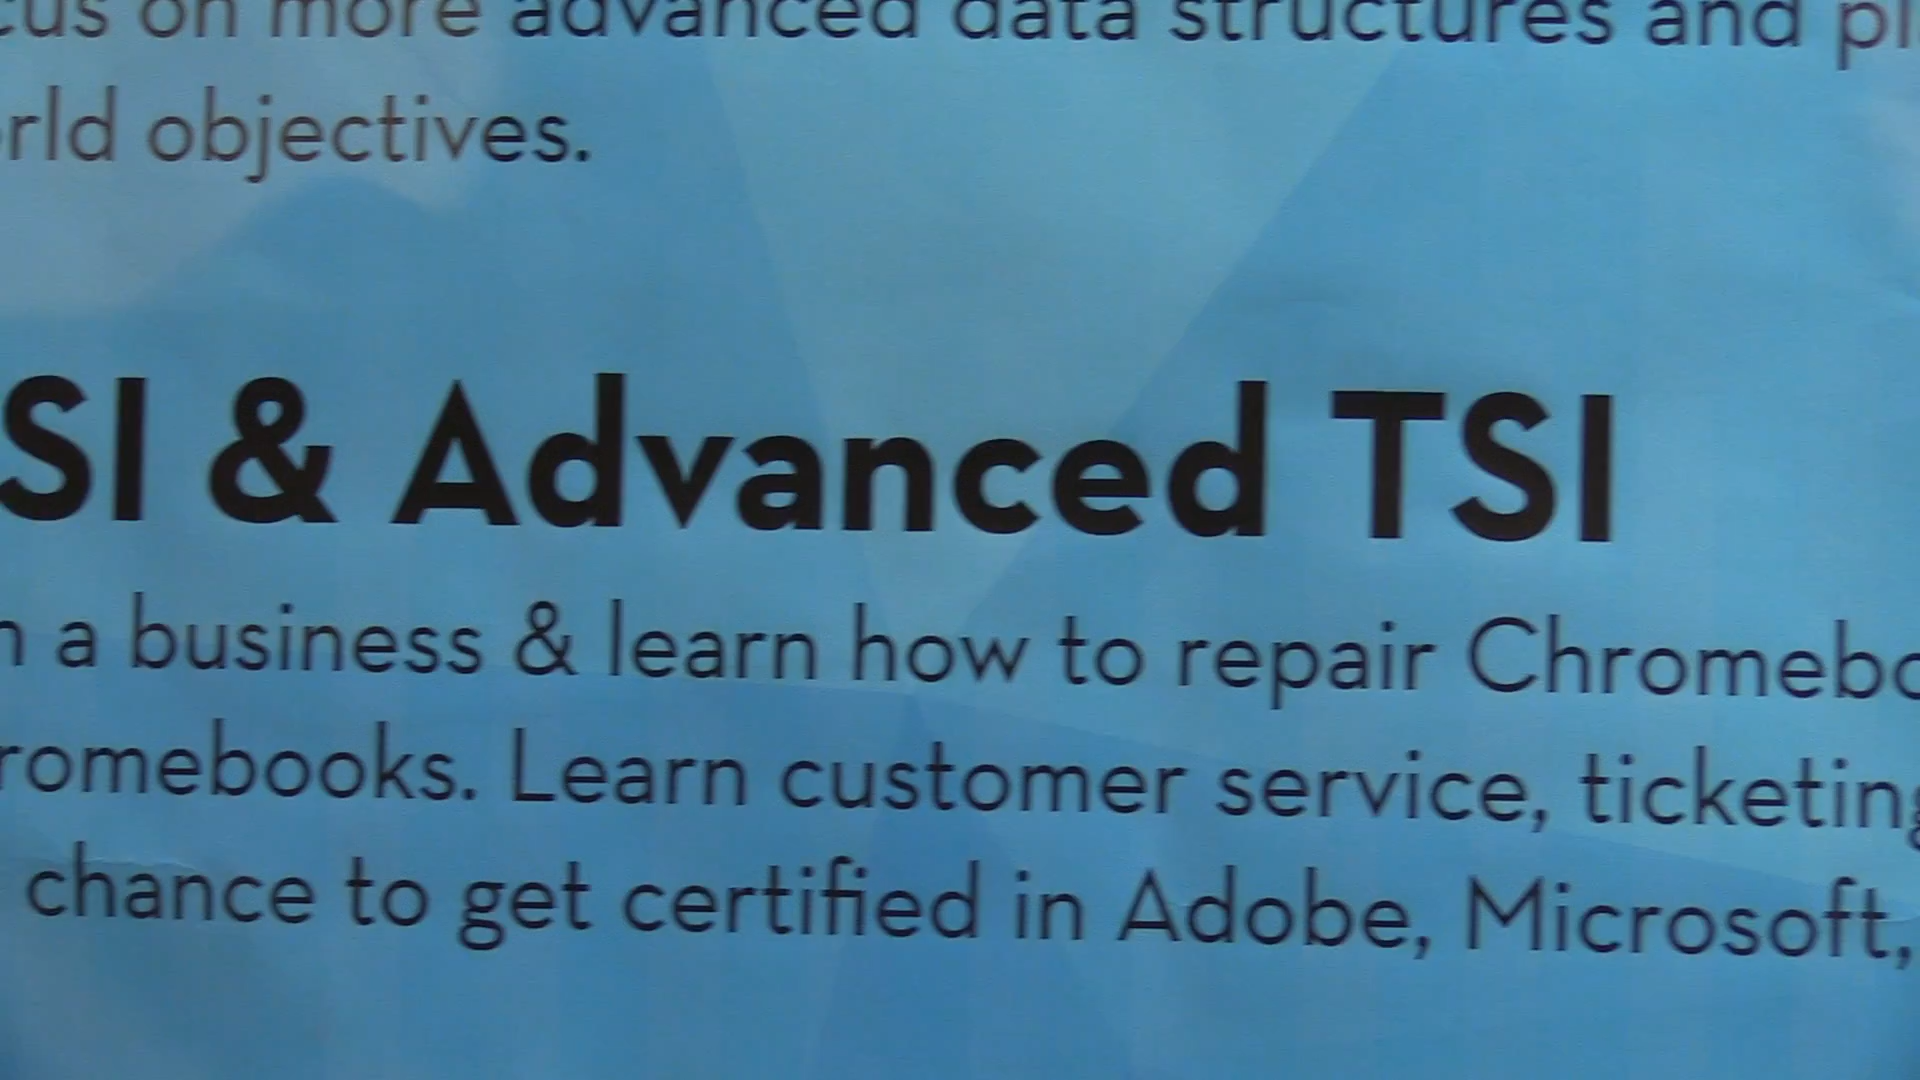 cus on more advanced data structures and pl
rld objectives.
SI & Advanced TSI
n a business & learn how to repair Chromebo
romebooks. Learn customer service, ticketing
chance to get certified in Adobe, Microsoft,